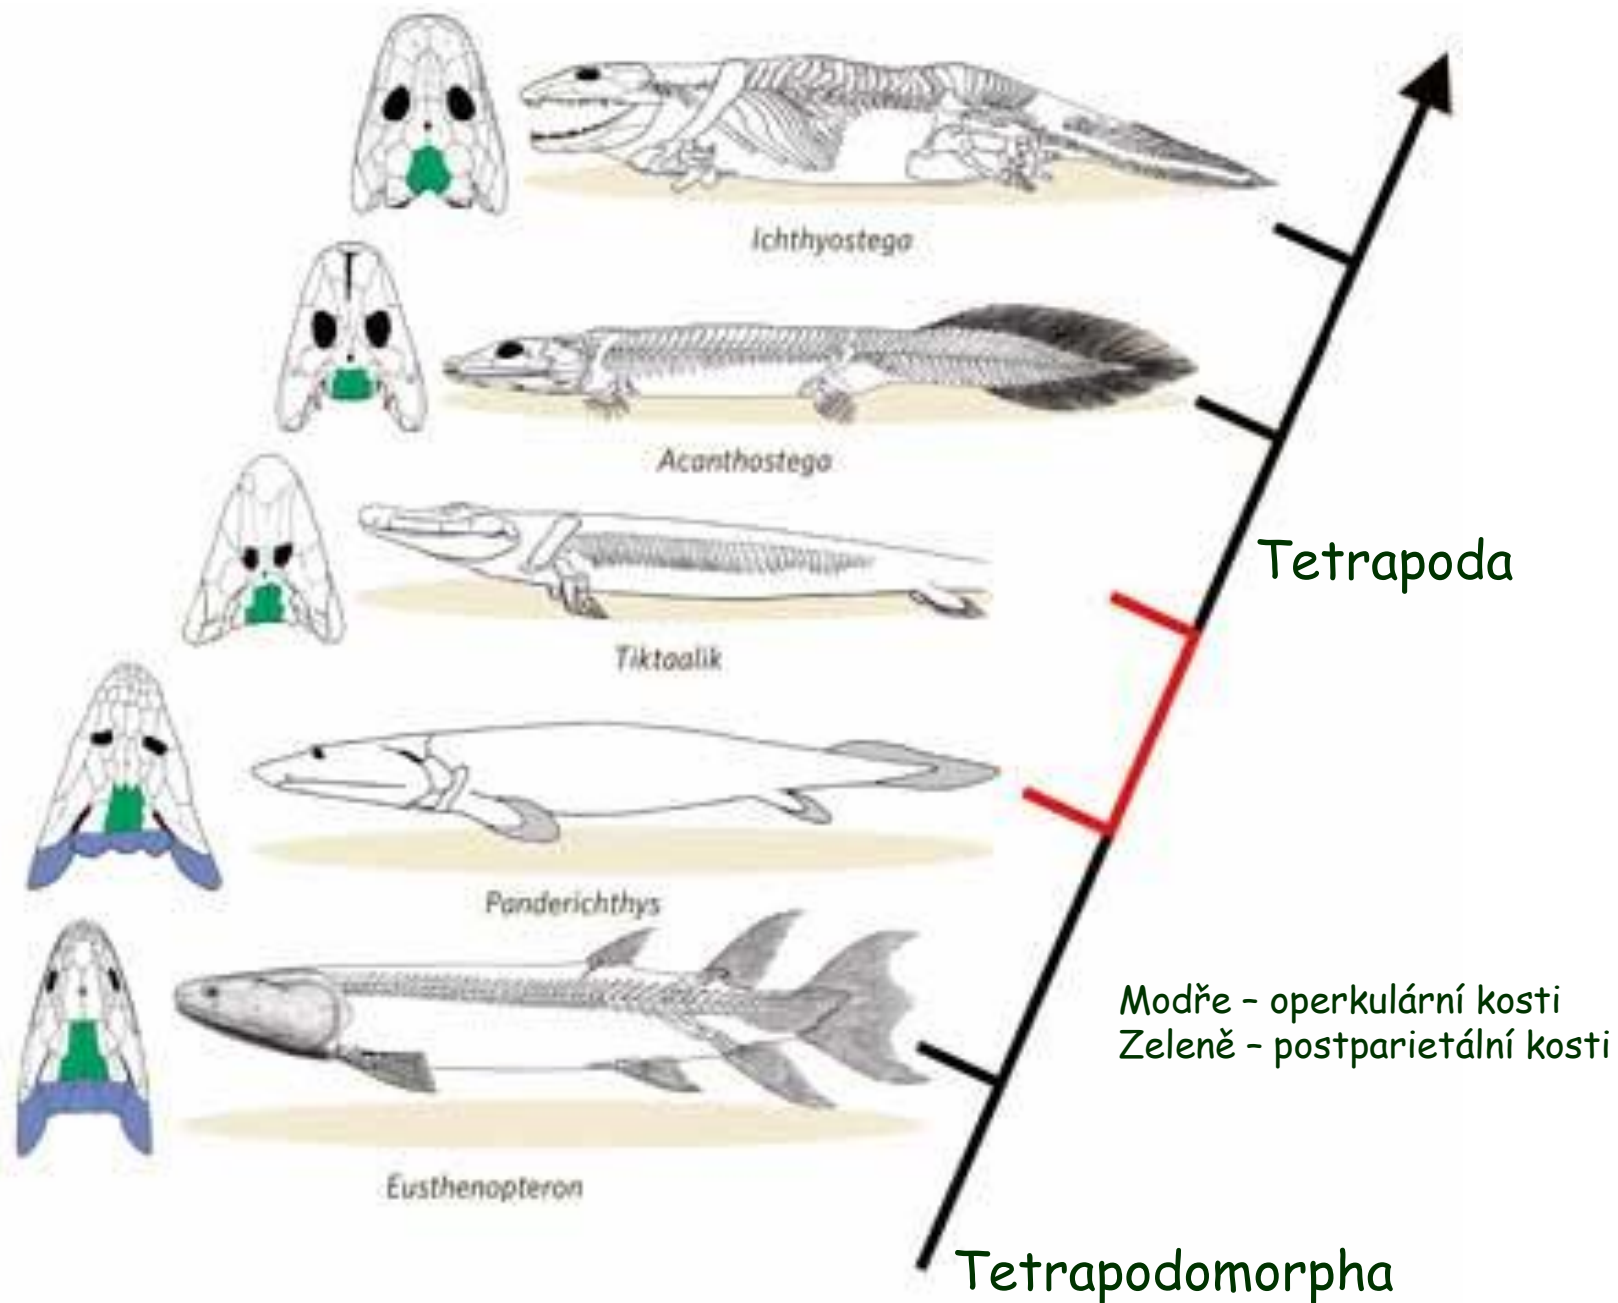 Ichthyostega
Acanthostega
Tetrapoda
Tiktaalik
Panderichthys
Modře – operkulární kosti
Zeleně – postparietální kosti
Eusthenopteron
Tetrapodomorpha